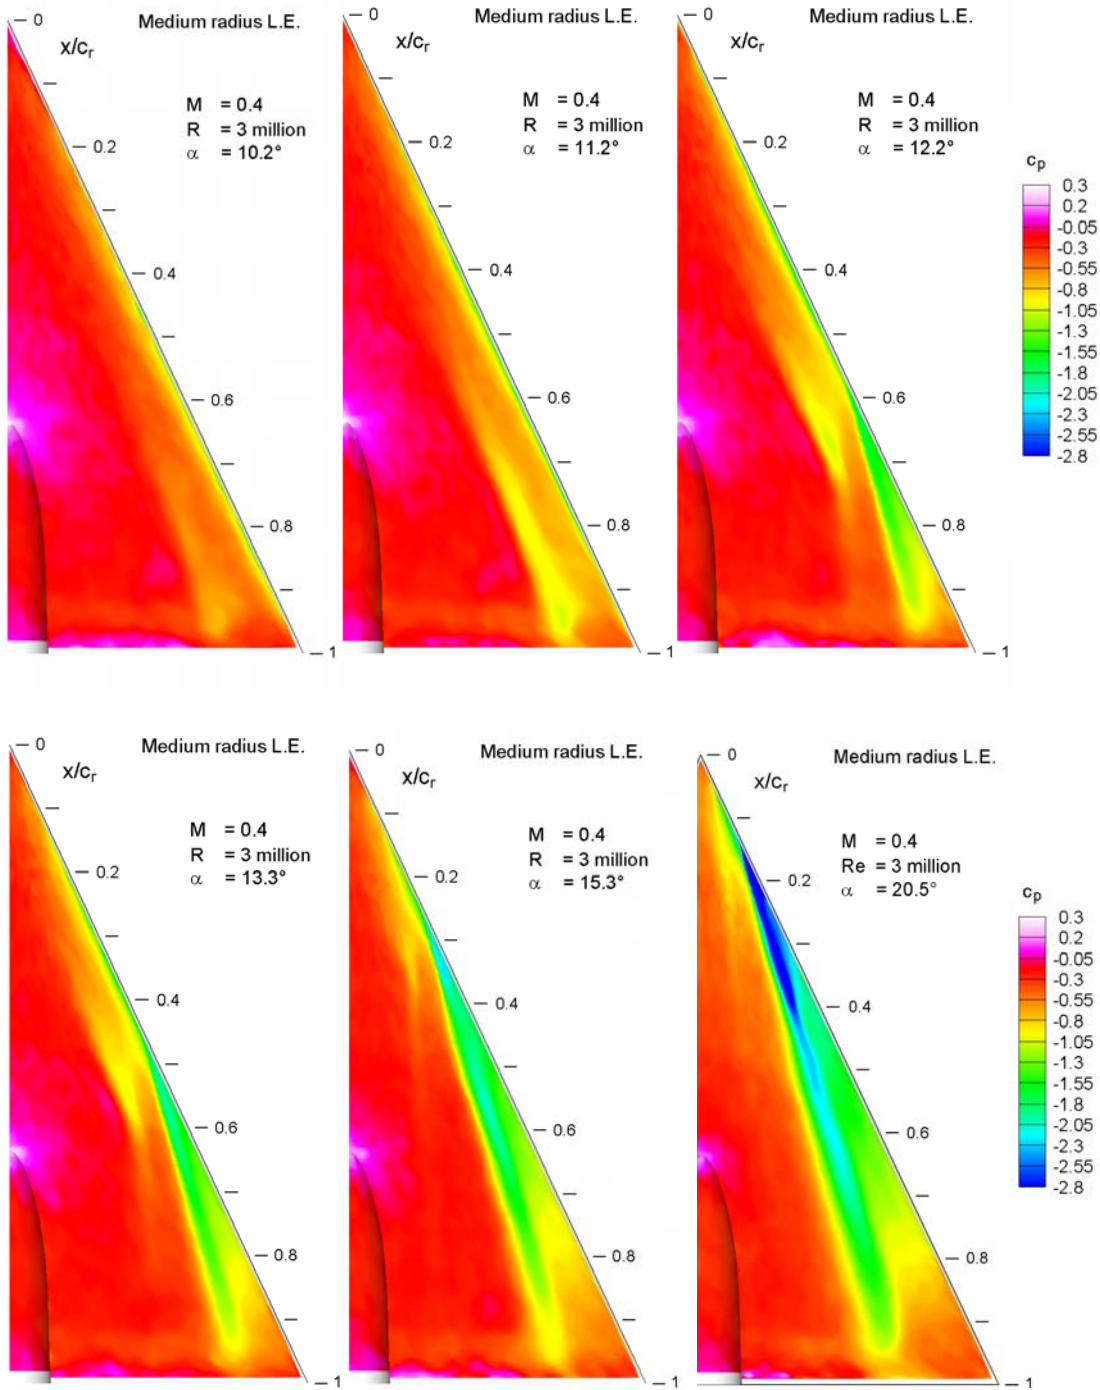 0
Medium radius L.E.
x/cr
M = 0.4
R = 3 million
α = 10.2°
0.2
0.4
0.6
0.8
1
0
Medium radius L.E.
x/cr
M = 0.4
R = 3 million
α = 11.2°
0.2
0.4
0.6
0.8
1
0
Medium radius L.E.
x/cr
M = 0.4
R = 3 million
α = 12.2°
0.2
0.4
0.6
0.8
1
cp
0.3
0.2
-0.05
-0.3
-0.55
-0.8
-1.05
-1.3
-1.55
-1.8
-2.05
-2.3
-2.55
-2.8
0
Medium radius L.E.
x/cr
M = 0.4
R = 3 million
α = 13.3°
0.2
0.4
0.6
0.8
1
0
Medium radius L.E.
x/cr
M = 0.4
R = 3 million
α = 15.3°
0.2
0.4
0.6
0.8
1
0
Medium radius L.E.
x/cr
M = 0.4
Re = 3 million
α = 20.5°
0.2
0.4
0.6
0.8
1
cp
0.3
0.2
-0.05
-0.3
-0.55
-0.8
-1.05
-1.3
-1.55
-1.8
-2.05
-2.3
-2.55
-2.8